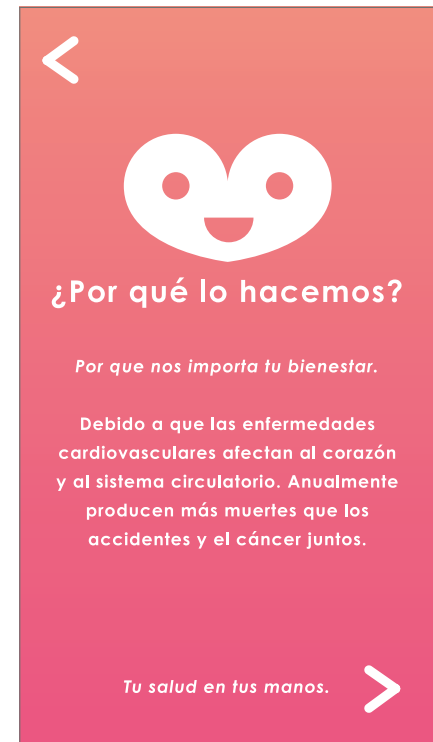 ¿Por qué lo hacemos?
Por que nos importa tu bienestar.
Debido a que las enfermedades
cardiovasculares afectan al corazón
y al sistema circulatorio. Anualmente
producen más muertes que los
accidentes y el cáncer juntos.
Tu salud en tus manos.